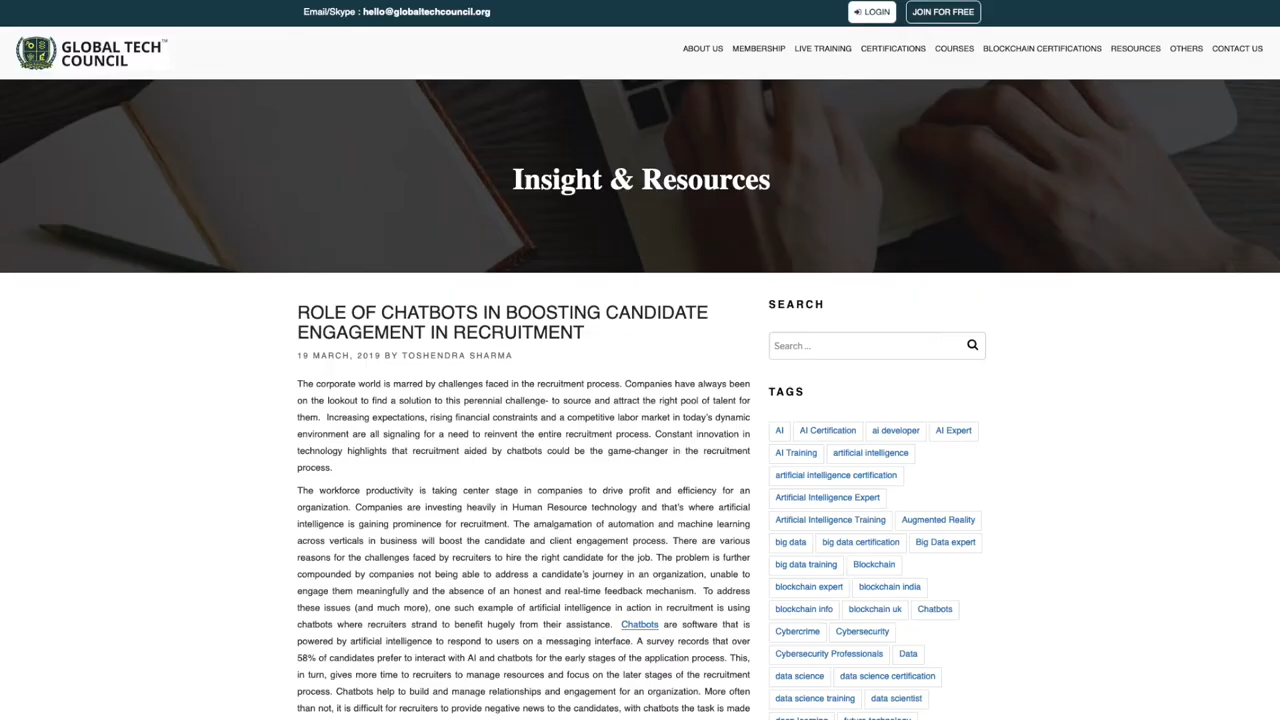 Email/Skype : hello@globaltechcouncil.org
LOGIN
JOIN FOR FREE
GLOBAL TECH™
COUNCIL
ABOUT US MEMBERSHIP LIVE TRAINING CERTIFICATIONS COURSES BLOCKCHAIN CERTIFICATIONS RESOURCES OTHERS CONTACT US
Insight & Resources
ROLE OF CHATBOTS IN BOOSTING CANDIDATE
ENGAGEMENT IN RECRUITMENT
19 MARCH, 2019 BY TOSHENDRA SHARMA
The corporate world is marred by challenges faced in the recruitment process. Companies have always been
on the lookout to find a solution to this perennial challenge- to source and attract the right pool of talent for
them. Increasing expectations, rising financial constraints and a competitive labor market in today's dynamic
environment are all signaling for a need to reinvent the entire recruitment process. Constant innovation in
technology highlights that recruitment aided by chatbots could be the game-changer in the recruitment
process.
The workforce productivity is taking center stage in companies to drive profit and efficiency for an
organization. Companies are investing heavily in Human Resource technology and that's where artificial
intelligence is gaining prominence for recruitment. The amalgamation of automation and machine learning
across verticals in business will boost the candidate and client engagement process. There are various
reasons for the challenges faced by recruiters to hire the right candidate for the job. The problem is further
compounded by companies not being able to address a candidate's journey in an organization, unable to
engage them meaningfully and the absence of an honest and real-time feedback mechanism. To address
these issues (and much more), one such example of artificial intelligence in action in recruitment is using
chatbots where recruiters strand to benefit hugely from their assistance. Chatbots are software that is
powered by artificial intelligence to respond to users on a messaging interface. A survey records that over
58% of candidates prefer to interact with AI and chatbots for the early stages of the application process. This,
in turn, gives more time to recruiters to manage resources and focus on the later stages of the recruitment
process. Chatbots help to build and manage relationships and engagement for an organization. More often
than not, it is difficult for recruiters to provide negative news to the candidates, with chatbots the task is made
SEARCH
Search ...
TAGS
AI AI Certification ai developer AI Expert
AI Training artificial intelligence
artificial intelligence certification
Artificial Intelligence Expert
Artificial Intelligence Training Augmented Reality
big data big data certification Big Data expert
big data training Blockchain
blockchain expert blockchain india
blockchain info blockchain uk Chatbots
Cybercrime Cybersecurity
Cybersecurity Professionals Data
data science data science certification
data science training data scientist
deep learning future technology